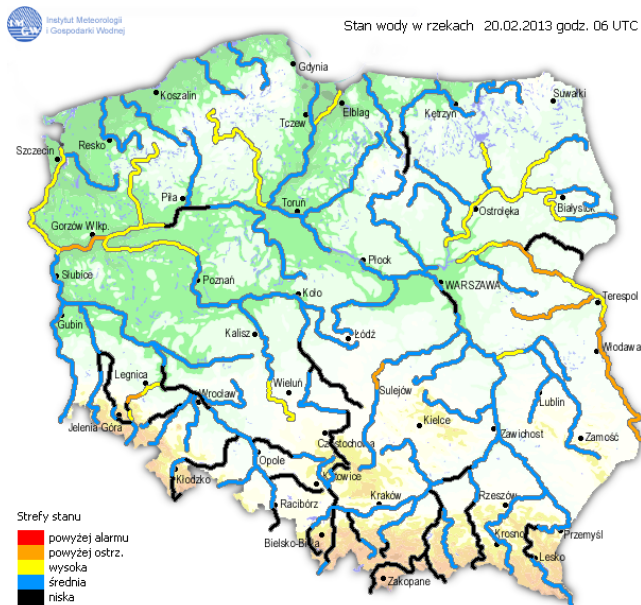 Instytut Meteorologii
i Gospodarki Wodnej
Stan wody w rzekach 20.02.2013 godz. 06 UTC
Gdynia
Koszalin
Suwałki
Elbląg
Kętrzyn
Tczew
Resko
Szczecin
Piła
Toruń
Ostrołęka
Białystok
Gorzów Wlkp.
Płock
Słubice
Poznań
WARSZAWA
Koło
Terespol
Gubin
Kalisz
Łódź
Włodawa
Legnica
Wieluń
Sulejów
Lublin
Wrocław
Jelenia Góra
Kielce
Zawichost
Zamość
Częstochowa
Opole
Kłodzko
Katowice
Kraków
Rzeszów
Racibórz
Przemyśl
Bielsko-Biała
Krosno
Lesko
Zakopane
Strefy stanu
powyżej alarmu
powyżej ostrz.
wysoka
średnia
niska